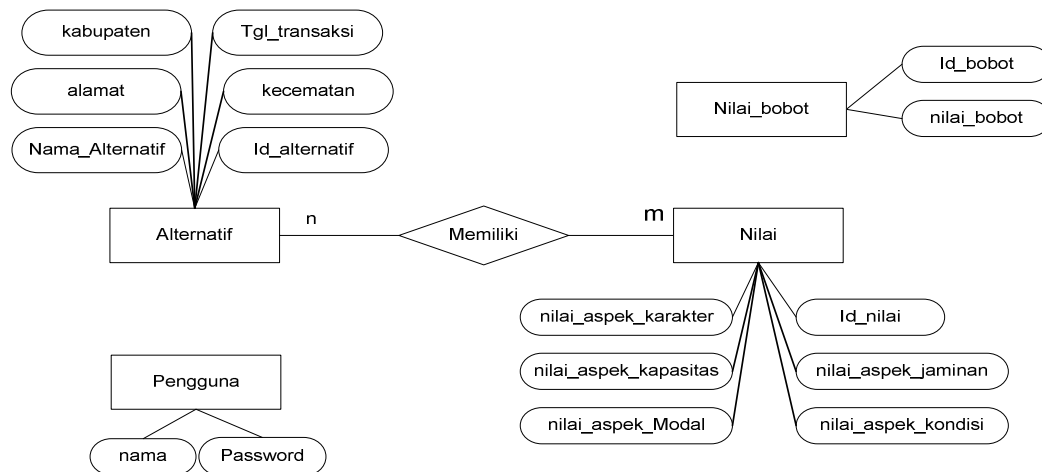 kabupaten
Tgl_transaksi
alamat
kecematan
Nama_Alternatif
Id_alternatif
Id_bobot
Nilai_bobot
nilai_bobot
Alternatif
n
Memiliki
m
Nilai
nilai_aspek_karakter
Id_nilai
nilai_aspek_kapasitas
nilai_aspek_jaminan
nilai_aspek_Modal
nilai_aspek_kondisi
Pengguna
nama
Password